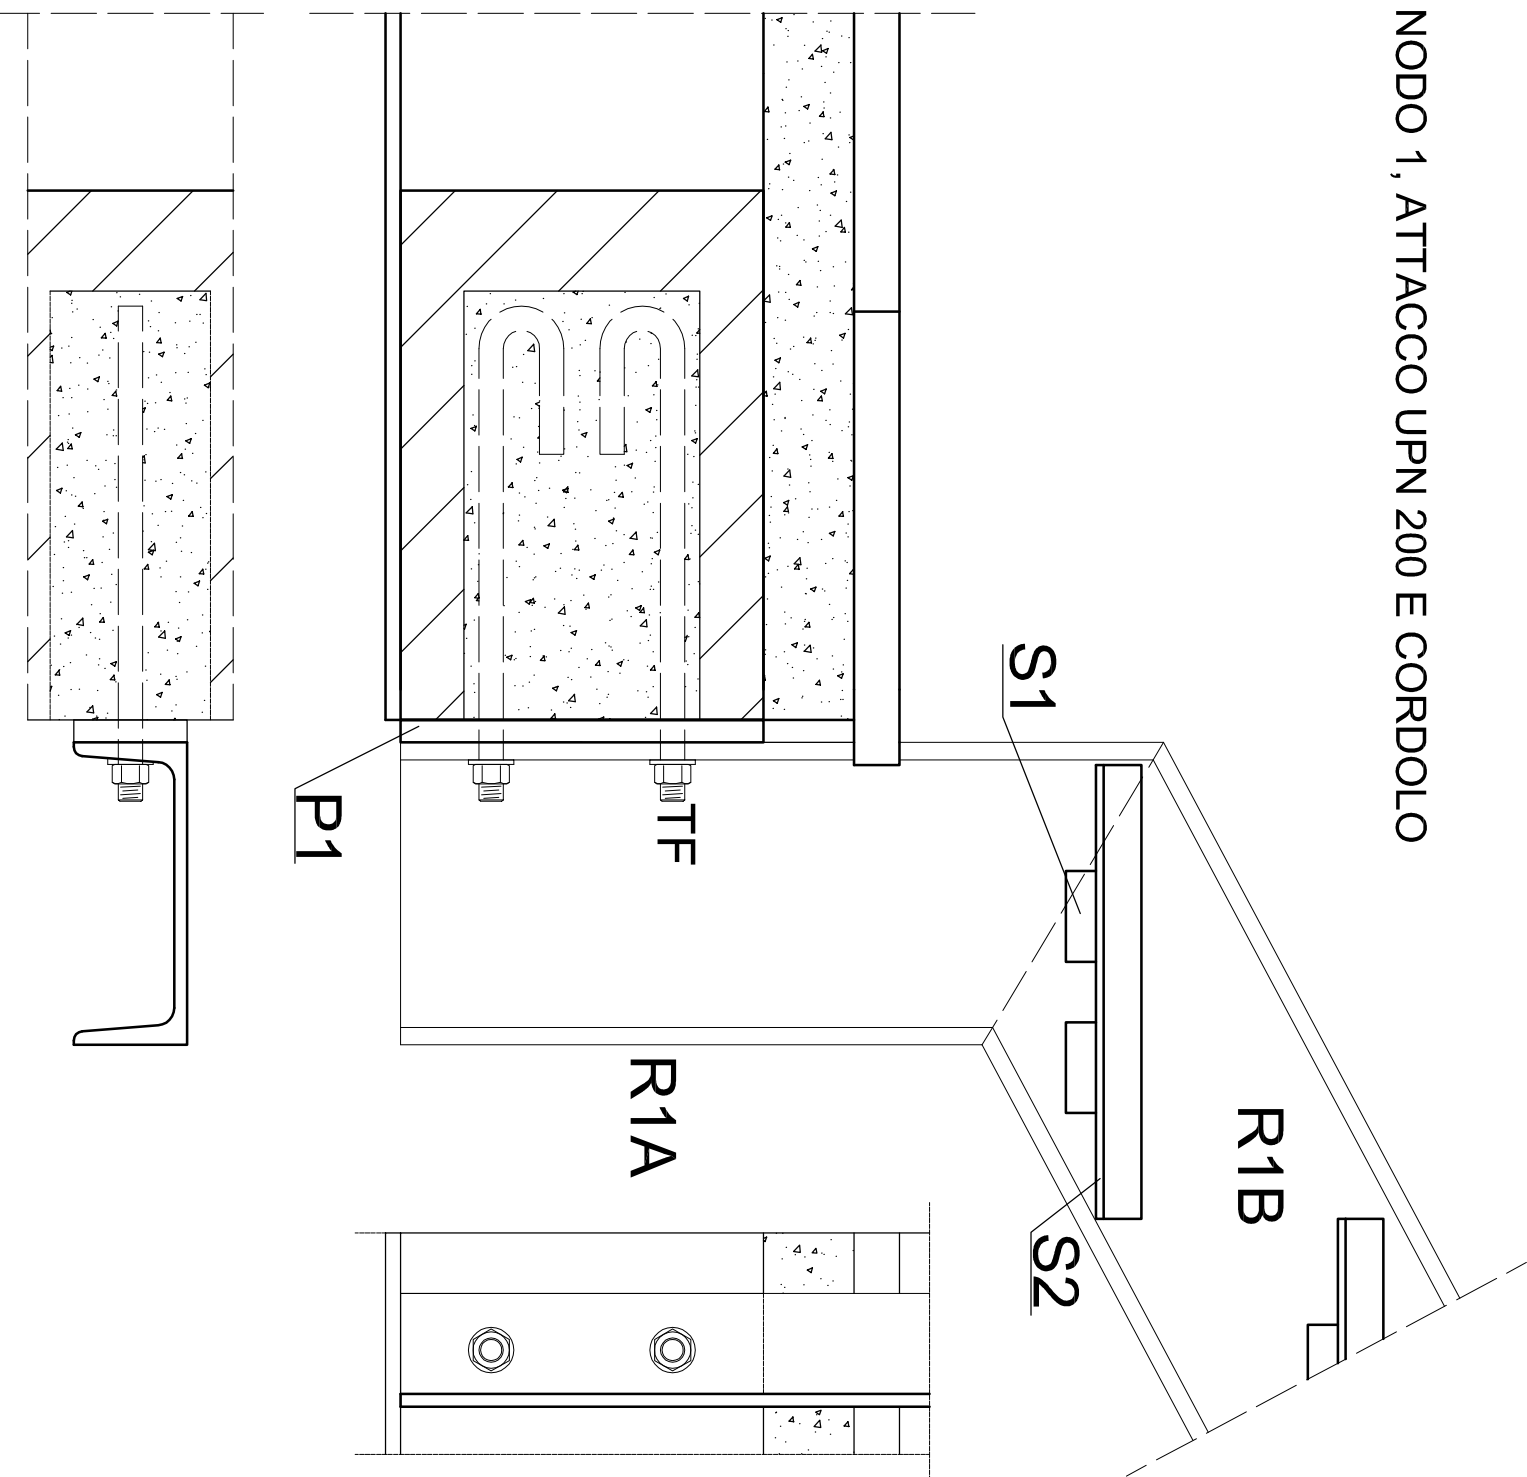 NODO 1, ATTACCO UPN 200 E CORDOLO
S1
R1B
S2
TF
P1
R1A